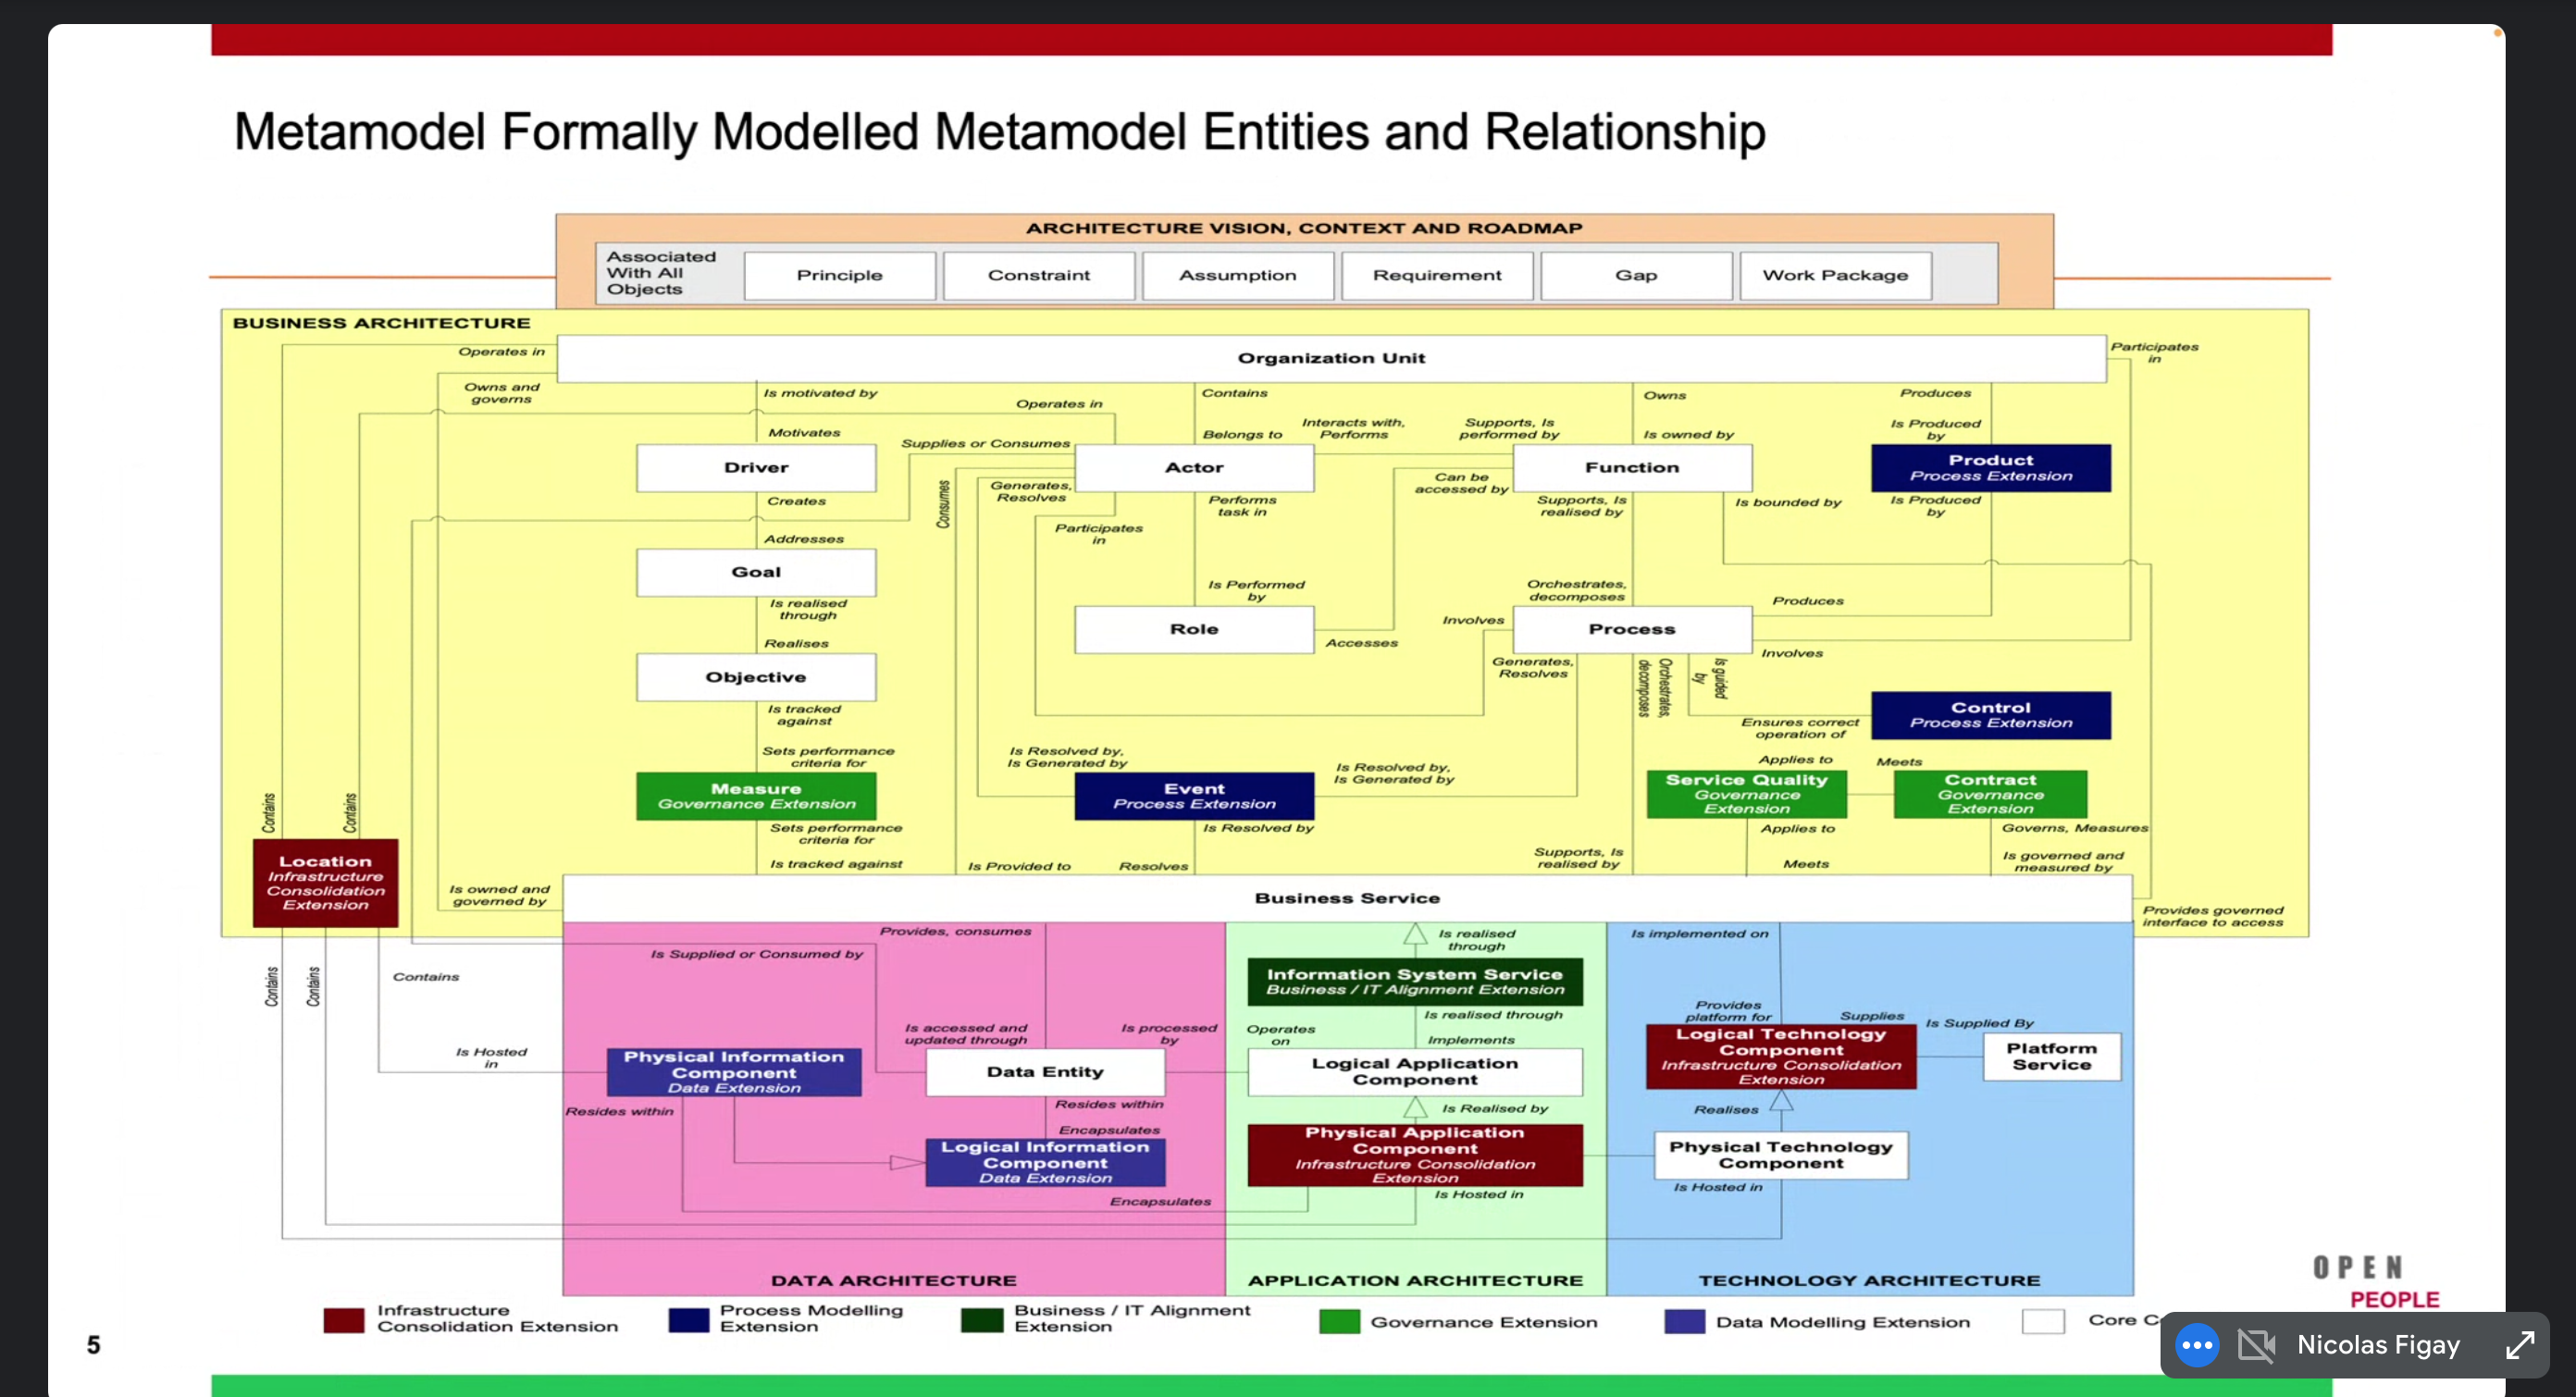 Metamodel Formally Modelled Metamodel Entities and Relationship
ARCHITECTURE VISION, CONTEXT AND ROADMAP
Associated
With All
Objects
Principle
Constraint
Assumption
Requirement
Gap
Work Package
BUSINESS ARCHITECTURE
Operates in
Organization Unit
Participates
in
Owns and
governs
Is motivated by
Operates in
Contains
Owns
Produces
Motivates
Supplies or Consumes
Belongs to
Interacts with,
Performs
Supports, Is
performed by
Is owned by
Is Produced
by
Driver
Actor
Function
Product
Process Extension
Creates
Consumes
Generates,
Resolves
Performs
task in
Can be
accessed by
Supports, Is
realised by
Is bounded by
Is Produced
by
Participates
in
Addresses
Goal
Is realised
through
Is Performed
by
Orchestrates,
decomposes
Produces
Realises
Role
Accesses
Involves
Process
Involves
Objective
Generates,
Resolves
Orchestrates,
decomposes
Is guided
by
Is tracked
against
Control
Process Extension
Ensures correct
operation of
Sets performance
criteria for
Is Resolved by,
Is Generated by
Is Resolved by,
Is Generated by
Applies to
Meets
Measure
Governance Extension
Event
Process Extension
Service Quality
Governance
Extension
Contract
Governance
Extension
Contains
Contains
Sets performance
criteria for
Is Resolved by
Applies to
Governs, Measures
Is tracked against
Is Provided to
Resolves
Supports, Is
realised by
Meets
Is governed and
measured by
Location
Infrastructure
Consolidation
Extension
Is owned and
governed by
Business Service
Provides governed
interface to access
Provides, consumes
Is realised
through
Is implemented on
Is Supplied or Consumed by
Contains
Contains
Contains
Information System Service
Business / IT Alignment Extension
Is accessed and
updated through
Is processed
by
Operates
on
Is realised through
Implements
Provides
platform for
Supplies
Is Supplied By
Is Hosted
in
Physical Information
Component
Data Extension
Data Entity
Logical Application
Component
Logical Technology
Component
Infrastructure Consolidation
Extension
Platform
Service
Resides within
Resides within
Encapsulates
Is Realised by
Realises
Logical Information
Component
Data Extension
Physical Application
Component
Infrastructure Consolidation
Extension
Physical Technology
Component
Encapsulates
Is Hosted in
Is Hosted in
DATA ARCHITECTURE
APPLICATION ARCHITECTURE
TECHNOLOGY ARCHITECTURE
OPEN
PEOPLE
Infrastructure
Consolidation Extension
Process Modelling
Extension
Business / IT Alignment
Extension
Governance Extension
Data Modelling Extension
Core C
5
Nicolas Figay